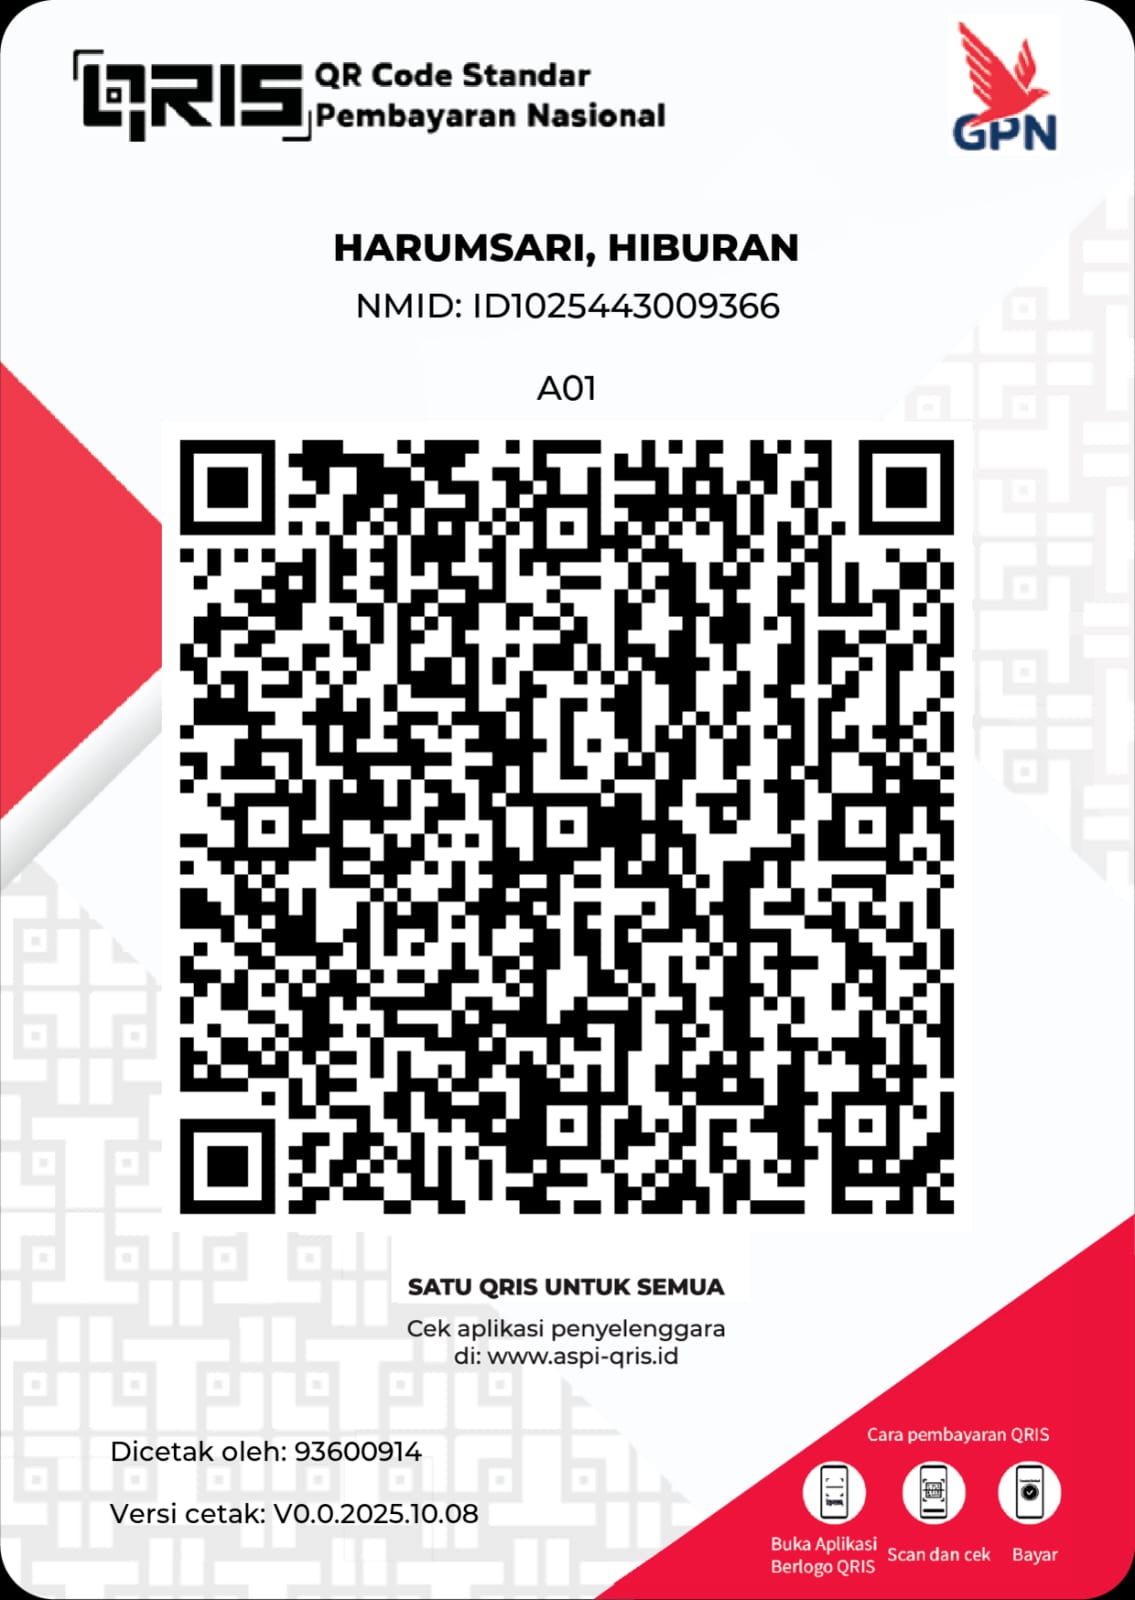 QRIS
QR Code Standar
Pembayaran Nasional
GPN
HARUMSARI, HIBURAN
NMID: ID1025443009366
A01
SATU QRIS UNTUK SEMUA
Cek aplikasi penyelenggara
di: www.aspi-qris.id
Dicetak oleh: 93600914
Versi cetak: V0.0.2025.10.08
Cara pembayaran QRIS
Buka Aplikasi
Berlogo QRIS
Scan dan cek
Bayar